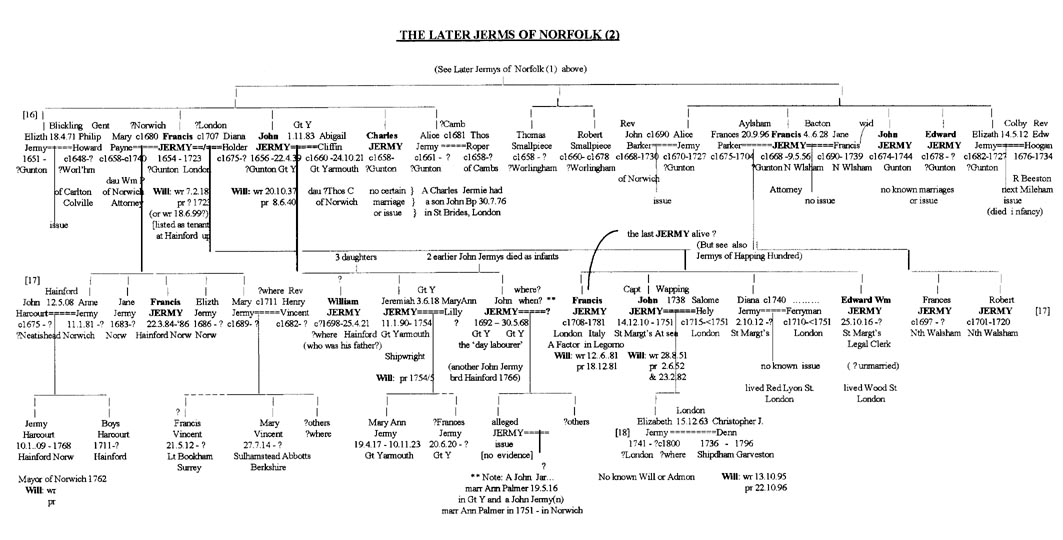 THE LATER JERMS OF NORFOLK (2)
(See Later Jermys of Norfolk (1) above)
[16]
Blickling Gent ?Norwich ?London Gt Y ?Camb Rev Aylsham Bacton wid Colby Rev
Elizth 18.4.71 Philip Mary c1680 Francis c1707 Diana John 1.11.83 Abigail Charles Alice c1681 Thos Thomas Robert John c1690 Alice Frances 20.9.96 Francis 4.6.28 Jane John Edward Elizath 14.5.12 Edw
Jermy=====Howard Payne=====JERMY==/==Holder JERMY=====Cliffin JERMY Jermy=====Roper Smallpiece Smallpiece Barker=====Jermy Parker=====JERMY=====Francis JERMY JERMY Jermy=====Hoogan
1651 - c1648-? c1658-c1740 1654 - 1723 c1675-? 1656 -22.4.39 c1660 -24.10.21 c1658- c1661 - ? c1658-? c1658 - ? c1660- c1678 1668-1730 c1670-1727 c1675-1704 c1668 -9.5.56 c1690- 1739 c1674-1744 c1678 - ? 1682-1727 1676-1734
?Gunton ?Worl'hm ?Gunton London ?Gunton Gt Y Gt Yarmouth ?Gunton ?Gunton of Cambs ?Worlingham ?Worlingham ?Gunton ?Gunton N Wlsham N Wlsham Gunton ?Gunton ?Gunton
dau Wm P of Norwich R Beeston
of Carlton of Norwich Will: wr 7.2.18 Will: wr 20.10.37 dau ?Thos C no certain } A Charles Jermie had Attorney no known marriages next Mileham
Colville Attorney pr ? 1723 pr 8.6.40 of Norwich marriage } a son John Bp 30.7.76 issue no issue or issue issue
issue (or wr 18.6.99?) or issue } in St Brides, London (died i nfancy)
[listed as tenant
at Hainford up
the last JERMY alive ?
(But see also
3 daughters 2 earlier John Jermys died as infants Jermys of Happing Hundred)
[17]
Hainford ?where Rev ? Gt Y where? Capt Wapping
John 12.5.08 Anne Jane Francis Elizth Mary c1711 Henry William Jeremiah 3.6.18 MaryAnn John when? ** Francis John 1738 Salome Diana c1740 ......... Edward Wm Frances Robert
Harcourt=====Jermy Jermy JERMY Jermy Jermy=====Vincent JERMY JERMY=====Lilly JERMY=====? JERMY JERMY=====Hely Jermy=====Ferryman JERMY JERMY JERMY [17]
c1675 - ? 11.1.81 -? 1683-? 22.3.84-'86 1686 - ? c1689- ? c1682- ? c?1698-25.4.21 11.1.90- 1754 ? 1692 - 30.5.68 c1708-1781 14.12.10 - 1751 c1715-<1751 2.10.12 -? c1710-<1751 25.10.16 -? c1697 - ? c1701-1720
?Neatishead Norwich Norw Hainford Norw Norw ?where Hainford Gt Yarmouth Gt Y Gt Y London Italy St Margt's At sea London London St Margt's Nth Walsham Nth Walsham
(who was his father?) the 'day labourer' A Factor in Legorno Legal Clerk
Shipwright Will: wr 12.6.81 Will: wr 28.8.51
(another John Jermy pr 18.12.81 pr 2.6.52 no known issue ( ? unmarried)
Will: pr 1754/5 brd Hainford 1766) & 23.2.82
lived Red Lyon St. lived Wood St
London London
? London
Jermy Boys Francis Mary ?others Mary Ann ?Frances alleged ?others Elizabeth 15.12.63 Christopher J.
Harcourt Harcourt Vincent Vincent ?where Jermy Jermy JERMY [18] Jermy ========Denn
10.1..09 - 1768 1711-? 21.5.12 - ? 27.7.14 - ? 19.4.17 - 10.11.23 20.6.20 - ? issue 1741 - ?c1800 1736 - 1796
Hainford Norw Hainford Lt Bookham Sulhamstead Abbotts Gt Yarmouth Gt Y [no evidence] ?London ?where Shipdham Garveston
Surrey Berkshire ?
Mayor of Norwich 1762 ** Note: A John Jar... No known Will or Admon Will: wr 13.10.95
Will: wr marr Ann Palmer 19.5.16 pr 22.10.96
pr in Gt Y and a John Jermy(n)
marr Ann Palmer in 1751 - in Norwich